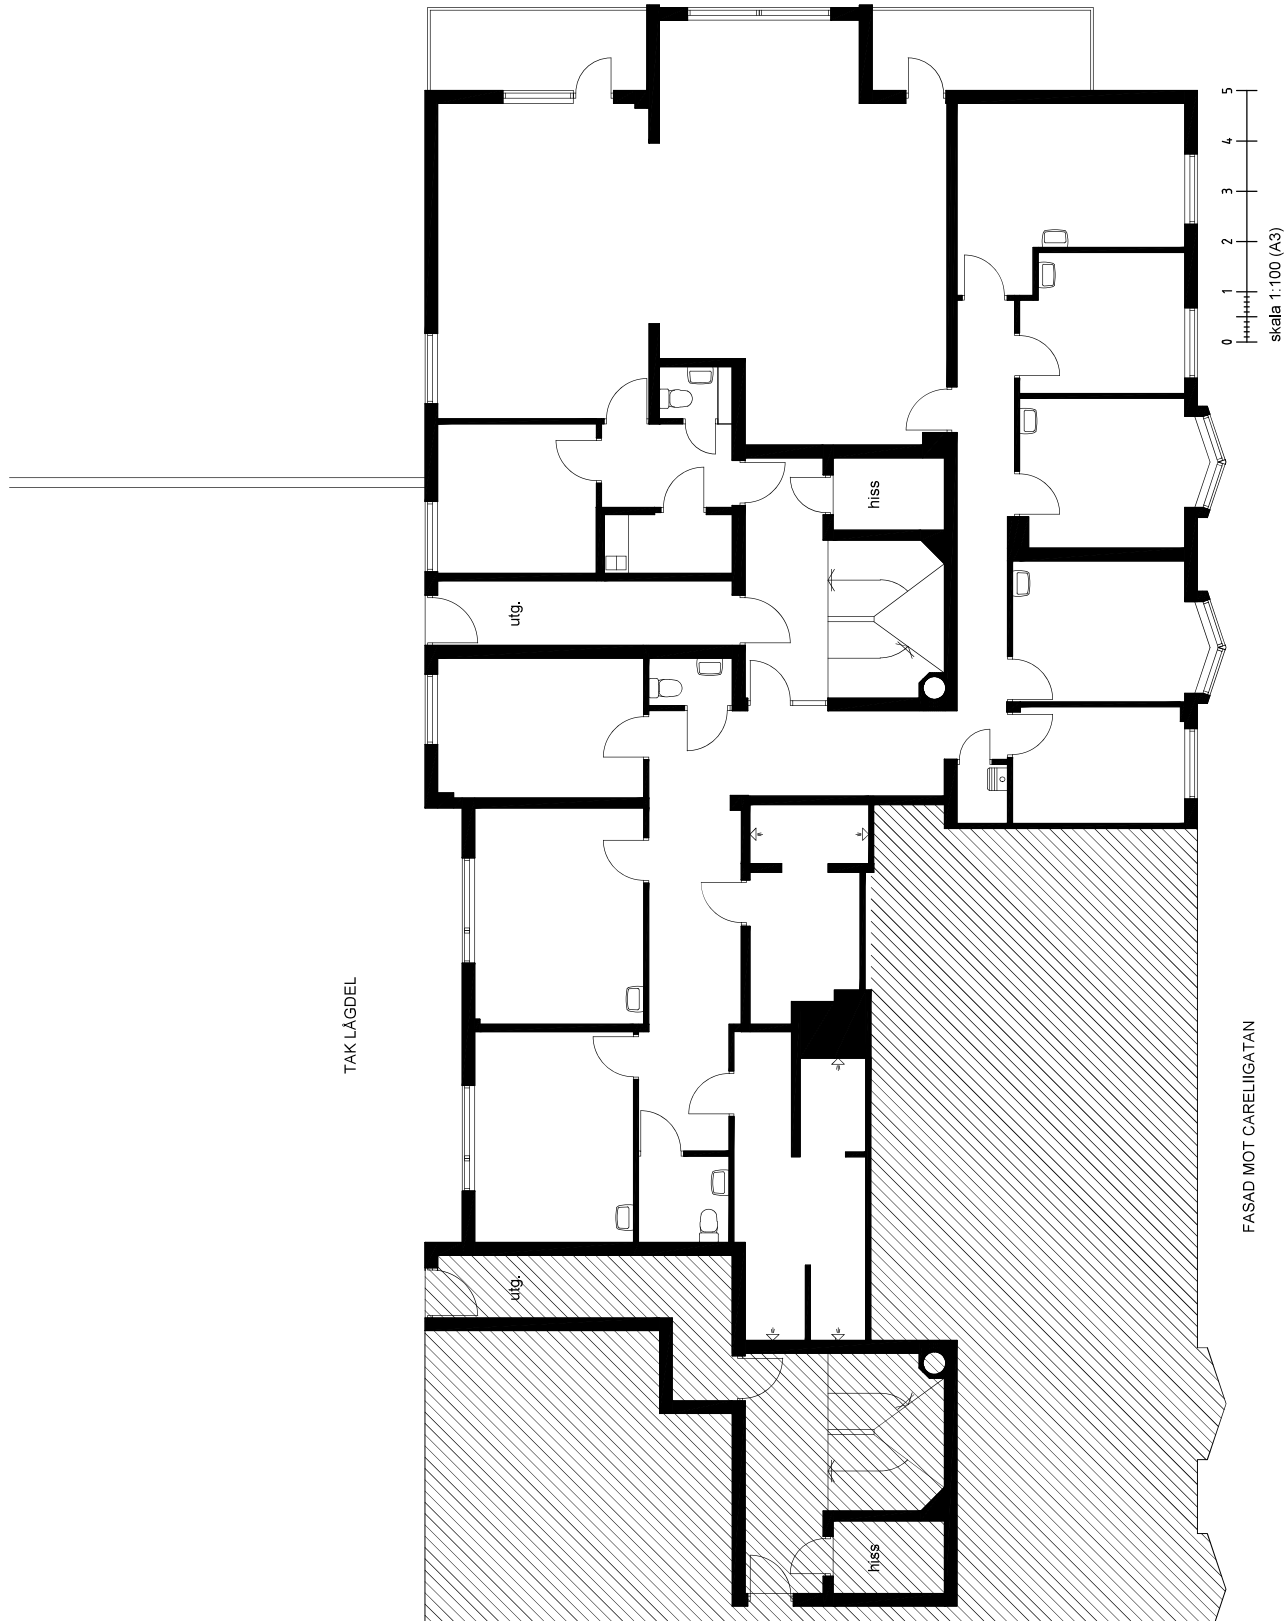 TAK LÅGDEL
utg.
utg.
hiss
hiss
0 1 2 3 4 5
skala 1:100 (A3)
FASAD MOT CARELIIGATAN